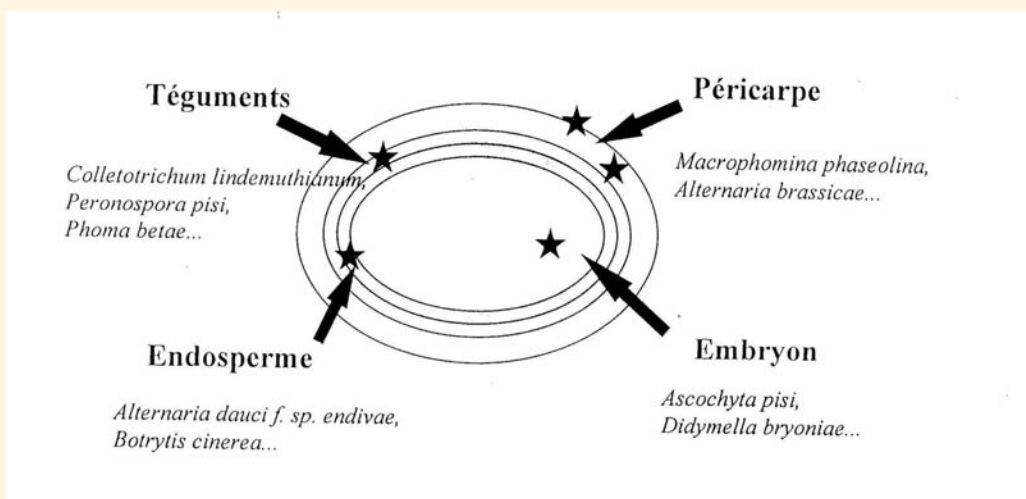 Téguments
Colletotrichum lindemuthianum,
Peronospora pisi,
Phoma betae...
Péricarpe
Macrophomina phaseolina,
Alternaria brassicae...
Endosperme
Alternaria dauci f. sp. endivae,
Botrytis cinerea...
Embryon
Ascochyta pisi,
Didymella bryoniae...